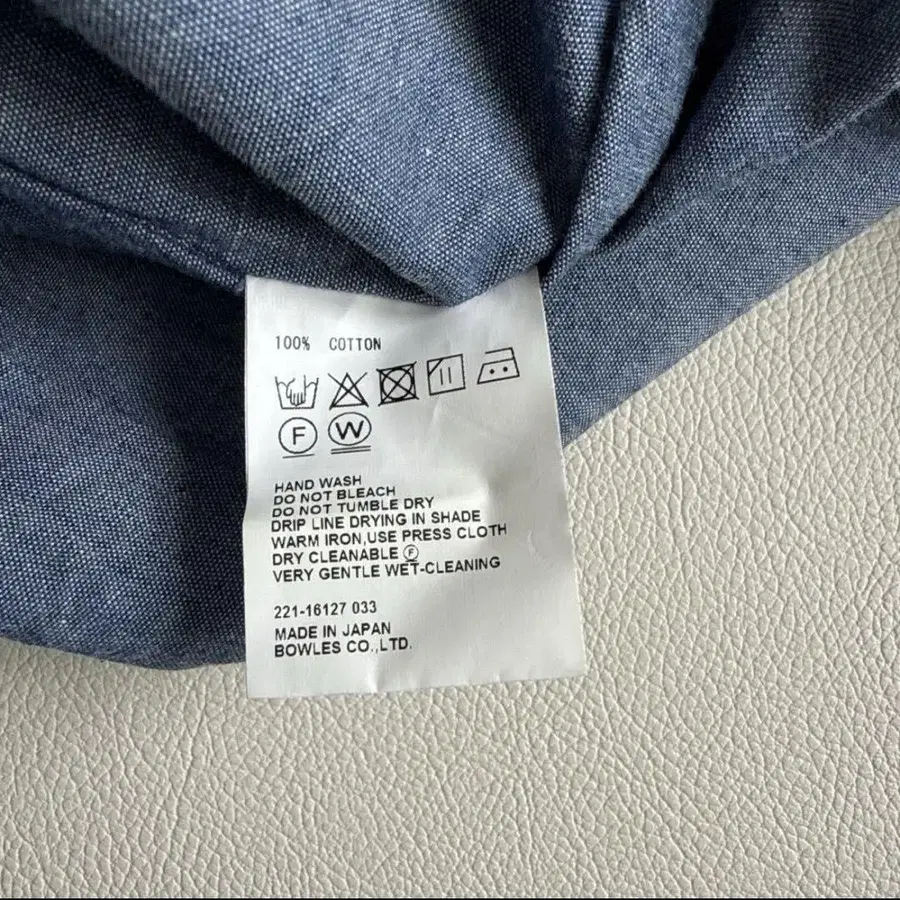 100% COTTON
F W
HAND WASH
DO NOT BLEACH
DO NOT TUMBLE DRY
DRIP LINE DRYING IN SHADE
WARM IRON,USE PRESS CLOTH
DRY CLEANABLE Ⓕ
VERY GENTLE WET-CLEANING
221-16127 033
MADE IN JAPAN
BOWLES CO.,LTD.